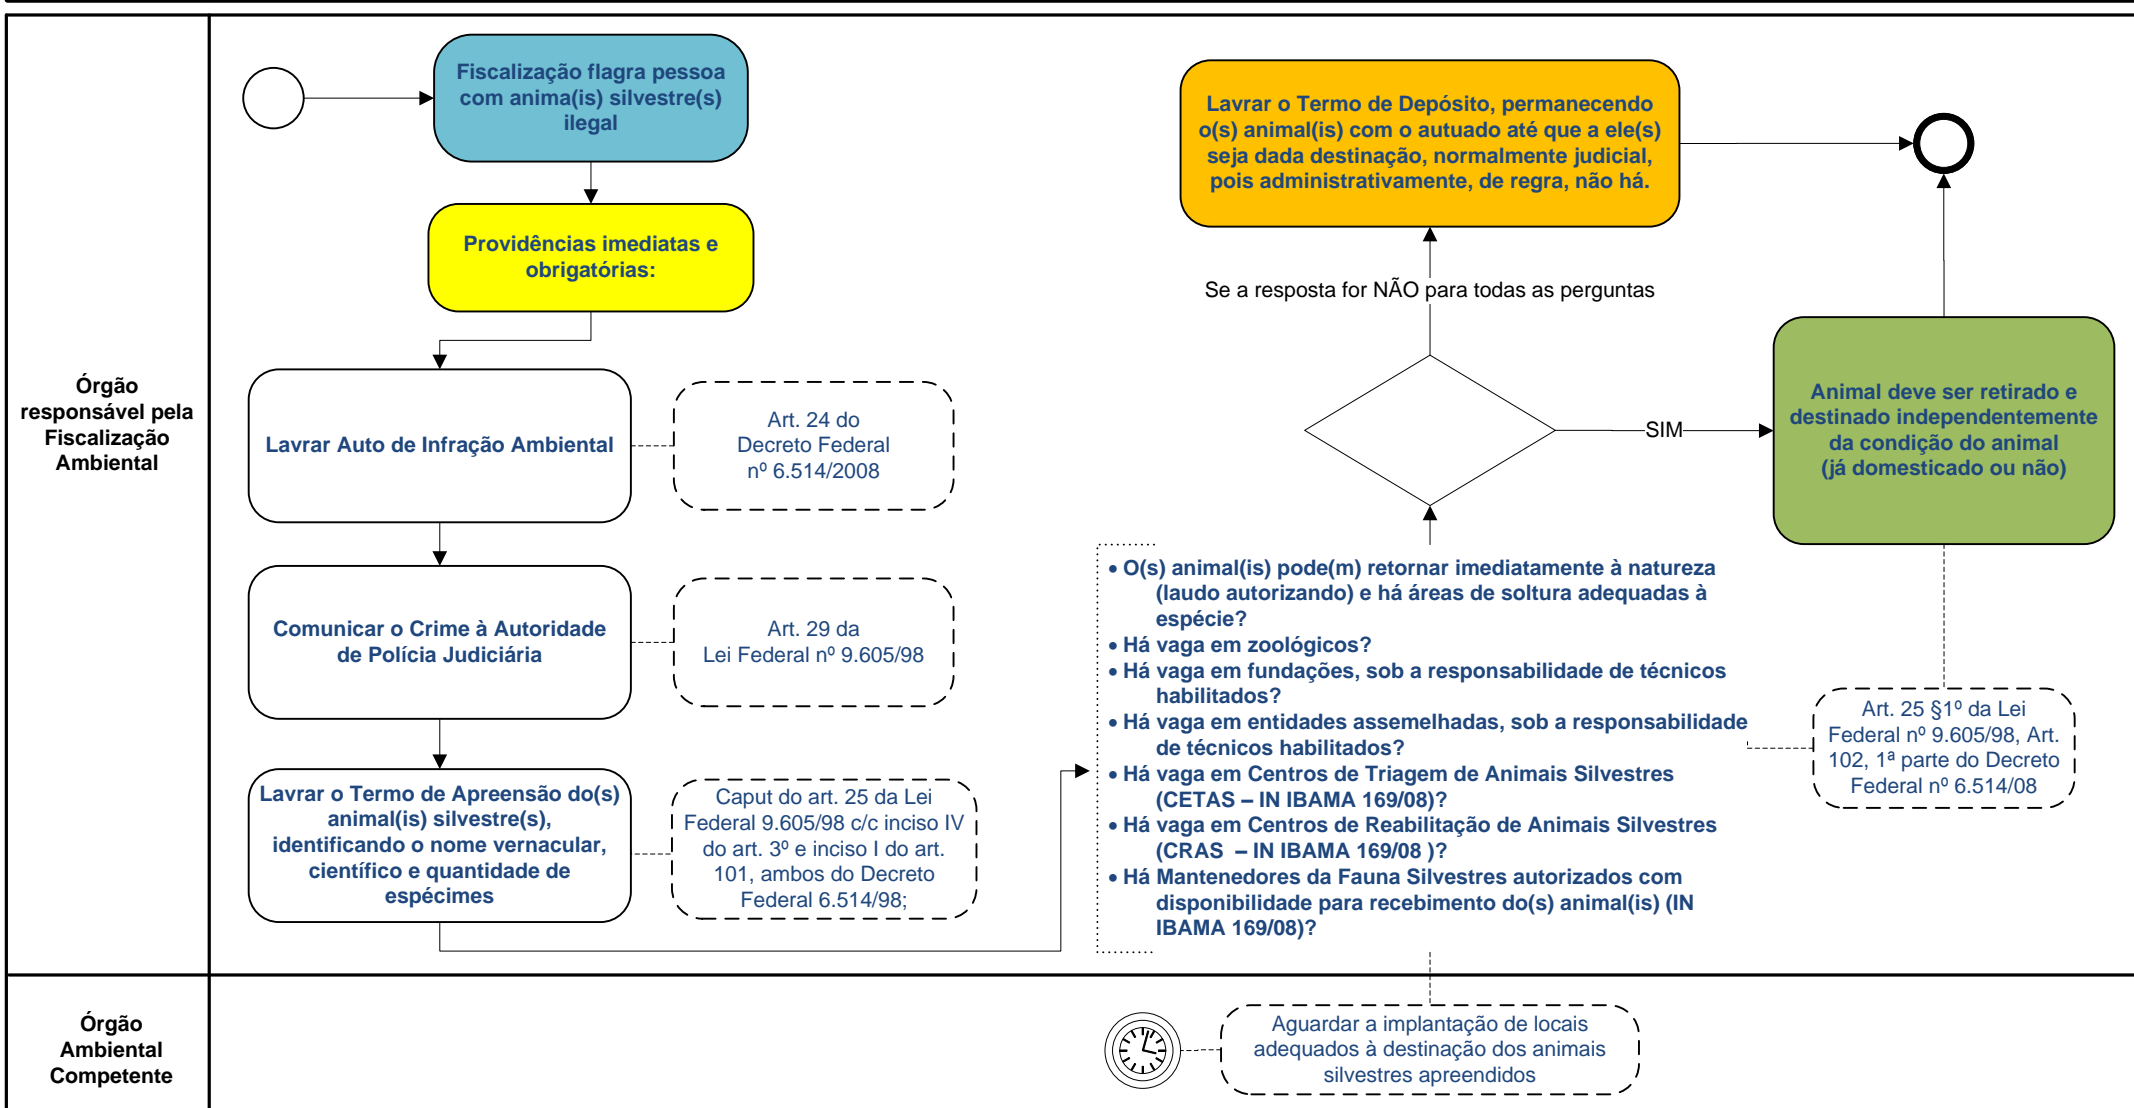 Órgão
responsável pela
Fiscalização
Ambiental
Fiscalização flagra pessoa
com anima(is) silvestre(s)
ilegal
Providências imediatas e
obrigatórias:
Lavrar Auto de Infração Ambiental
Art. 24 do
Decreto Federal
nº 6.514/2008
Comunicar o Crime à Autoridade
de Polícia Judiciária
Art. 29 da
Lei Federal nº 9.605/98
Lavrar o Termo de Apreensão do(s)
animal(is) silvestre(s),
identificando o nome vernacular,
científico e quantidade de
espécimes
Caput do art. 25 da Lei
Federal 9.605/98 c/c inciso IV
do art. 3º e inciso I do art.
101, ambos do Decreto
Federal 6.514/98;
Lavrar o Termo de Depósito, permanecendo
o(s) animal(is) com o autuado até que a ele(s)
seja dada destinação, normalmente judicial,
pois administrativamente, de regra, não há.
Se a resposta for NÃO para todas as perguntas
SIM
Animal deve ser retirado e
destinado independentemente
da condição do animal
(já domesticado ou não)
• O(s) animal(is) pode(m) retornar imediatamente à natureza
(laudo autorizando) e há áreas de soltura adequadas à
espécie?
• Há vaga em zoológicos?
• Há vaga em fundações, sob a responsabilidade de técnicos
habilitados?
• Há vaga em entidades assemelhadas, sob a responsabilidade
de técnicos habilitados?
• Há vaga em Centros de Triagem de Animais Silvestres
(CETAS – IN IBAMA 169/08)?
• Há vaga em Centros de Reabilitação de Animais Silvestres
(CRAS – IN IBAMA 169/08 )?
• Há Mantenedores da Fauna Silvestres autorizados com
disponibilidade para recebimento do(s) animal(is) (IN
IBAMA 169/08)?
Art. 25 §1º da Lei
Federal nº 9.605/98, Art.
102, 1ª parte do Decreto
Federal nº 6.514/08
Órgão
Ambiental
Competente
Aguardar a implantação de locais
adequados à destinação dos animais
silvestres apreendidos